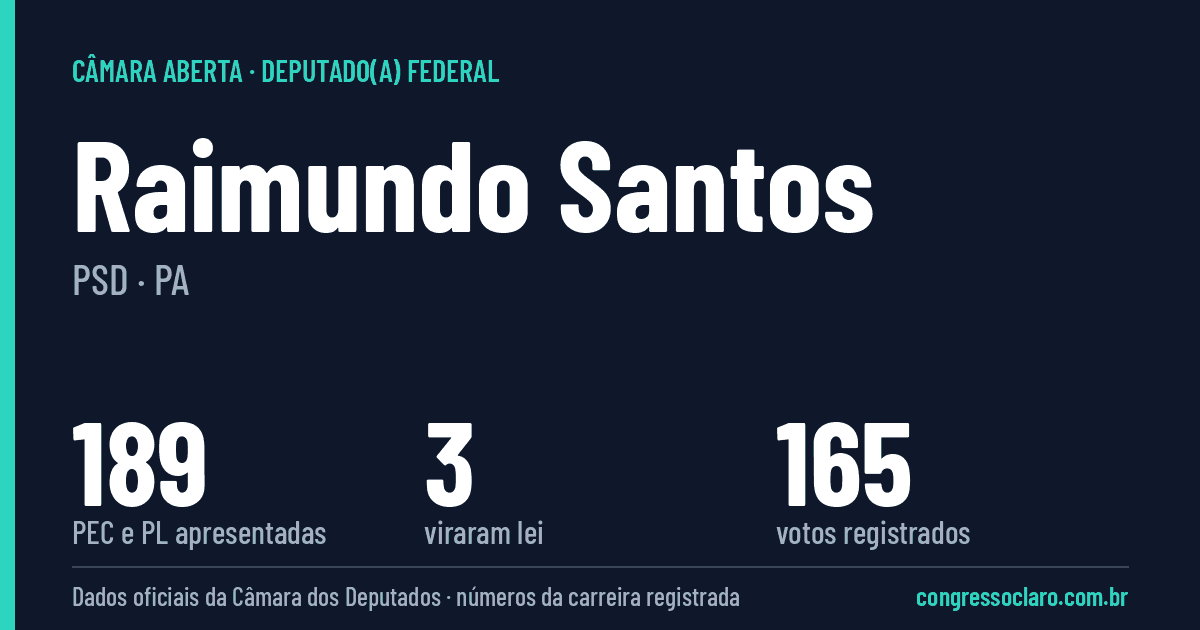 CÂMARA ABERTA · DEPUTADO(A) FEDERAL
Raimundo Santos
PSD · PA
189 3 165
PEC e PL apresentadas viraram lei votos registrados
Dados oficiais da Câmara dos Deputados · números da carreira registrada congressoclaro.com.br